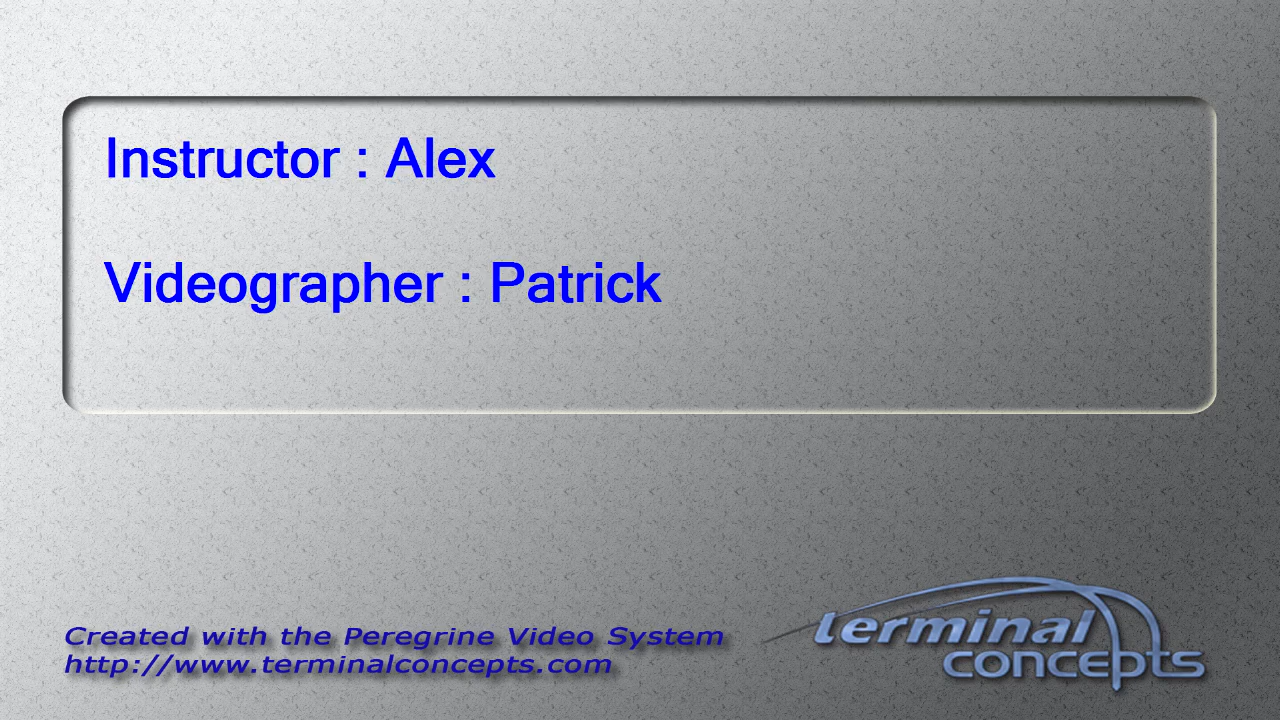 Instructor : Alex
Videographer : Patrick
Created with the Peregrine Video System
http://www.terminalconcepts.com
terminal
concepts